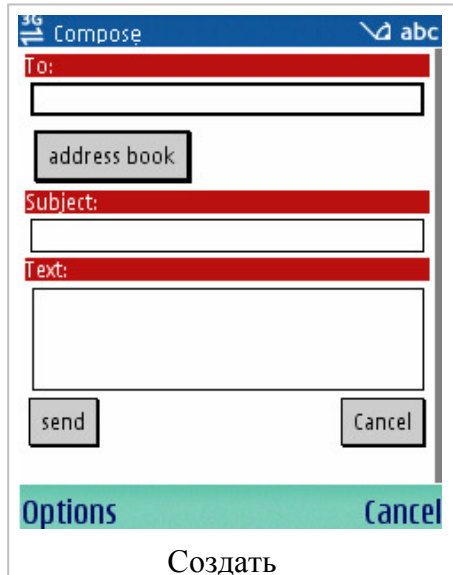 3G Compose abc
To:
address book
Subject:
Text:
send Cancel
Options Cancel
Создать